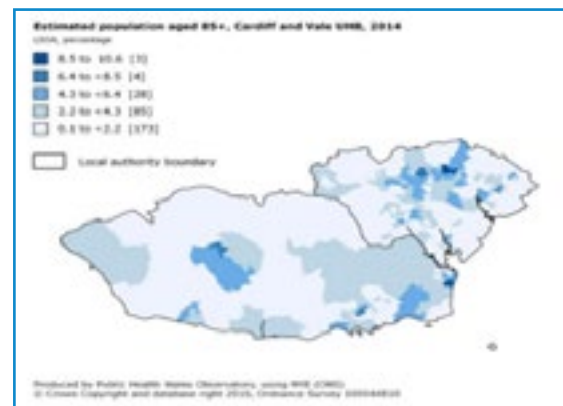 Estimated population aged 85+, Cardiff and Vale UHB, 2014
LSOA, percentage
8.5 to 10.6 [3]
6.4 to <8.5 [4]
4.3 to <6.4 [28]
2.2 to <4.3 [85]
0.1 to <2.2 [173]
Local authority boundary
Produced by Public Health Wales Observatory, using MYE (ONS)
© Crown Copyright and database right 2016, Ordnance Survey 100044810